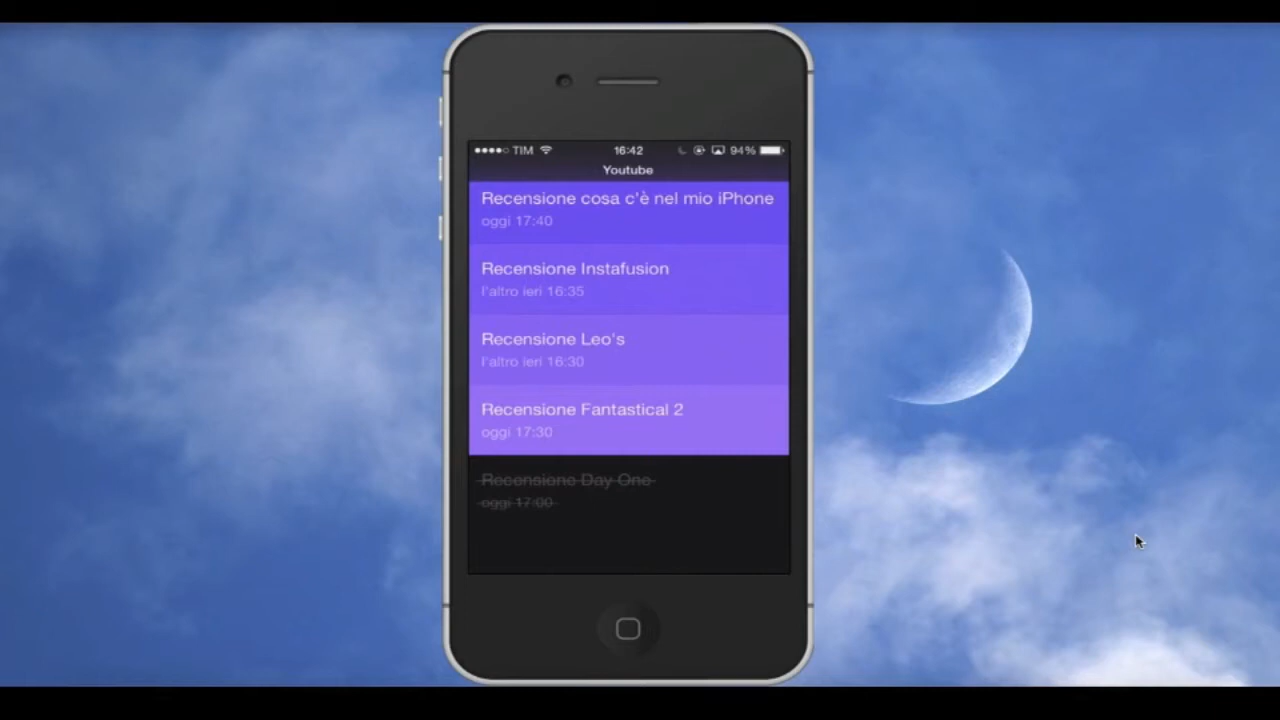 TIM 16:42 94%
Youtube
Recensione cosa c'è nel mio iPhone
oggi 17:40
Recensione Instafusion
l'altro ieri 16:35
Recensione Leo's
l'altro ieri 16:30
Recensione Fantastical 2
oggi 17:30
Recensione Day One
oggi 17:00